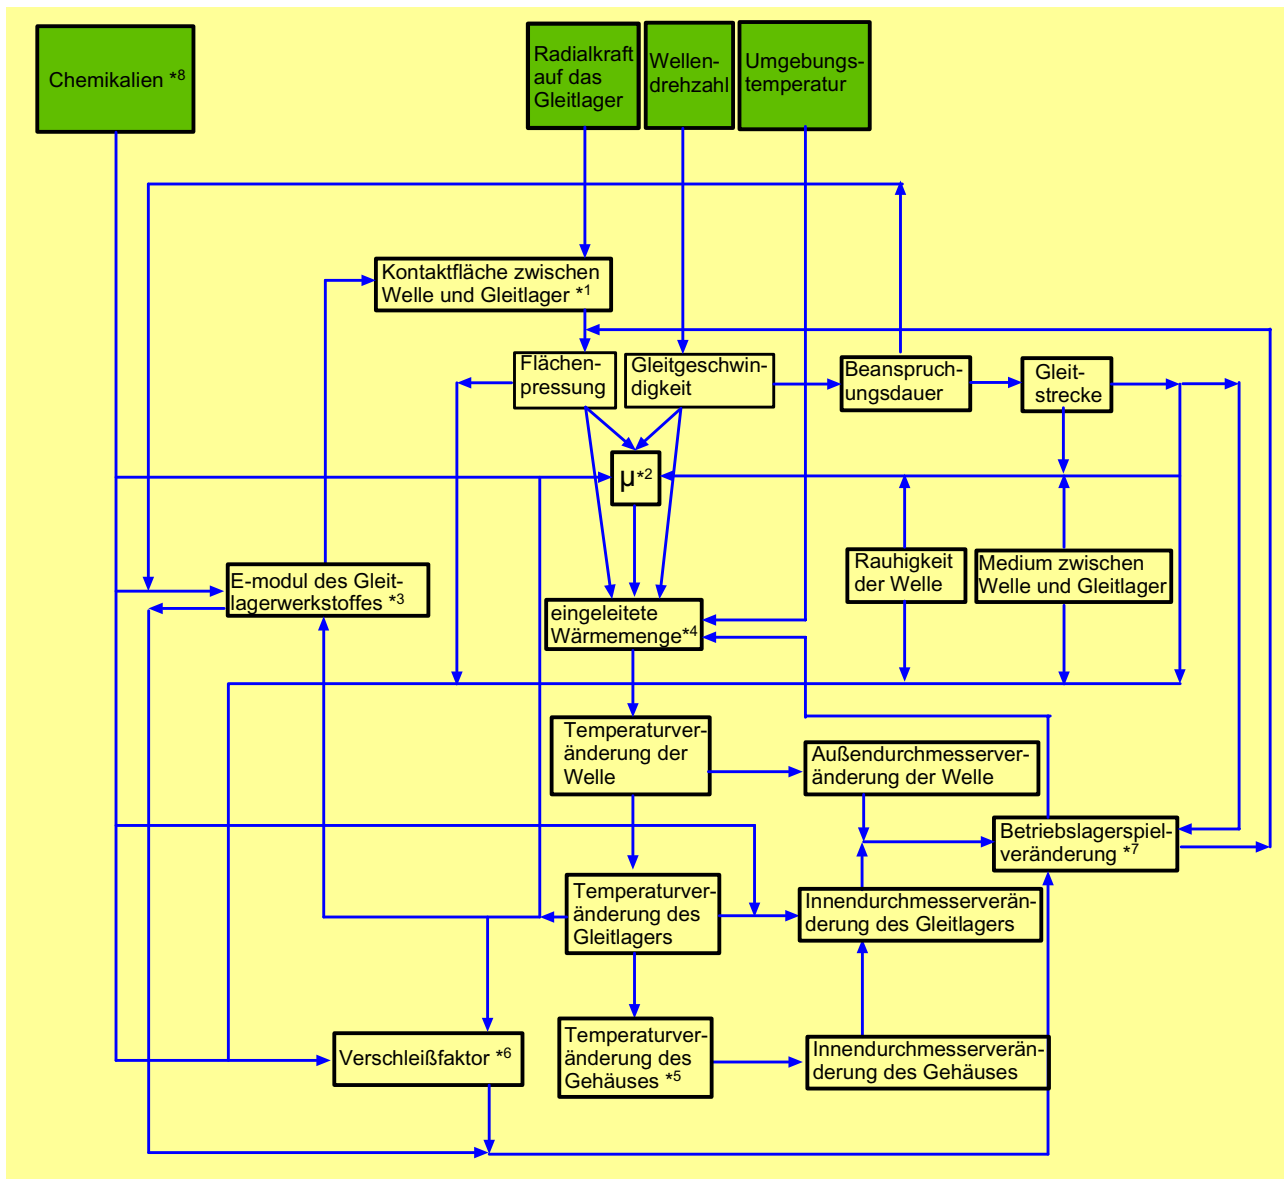 Chemikalien *8
Radialkraft
auf das
Gleitlager
Wellen-
drehzahl
Umgebungs-
temperatur
Kontaktfläche zwischen
Welle und Gleitlager *1
Flächen-
pressung
Gleitgeschwin-
digkeit
Beanspruch-
ungsdauer
Gleit-
strecke
µ*2
E-modul des Gleit-
lagerwerkstoffes *3
Rauhigkeit
der Welle
Medium zwischen
Welle und Gleitlager
eingeleitete
Wärmemenge*4
Temperaturver-
änderung der
Welle
Außendurchmesserver-
änderung der Welle
Betriebslagerspiel-
veränderung *7
Temperaturver-
änderung des
Gleitlagers
Innendurchmesserverän-
derung des Gleitlagers
Verschleißfaktor *6
Temperaturver-
änderung des
Gehäuses *5
Innendurchmesserverän-
derung des Gehäuses